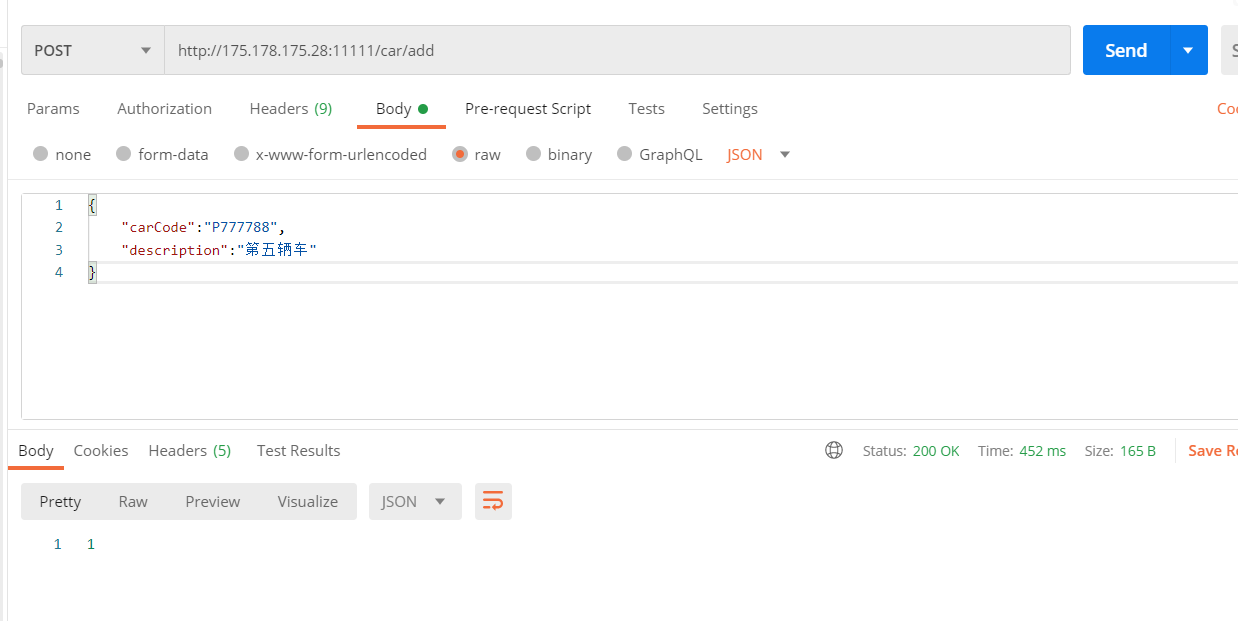 POST http://175.178.175.28:11111/car/add Send S
Params Authorization Headers (9) Body Pre-request Script Tests Settings Coo
none form-data x-www-form-urlencoded raw binary GraphQL JSON
1 {
2 "carCode":"P777788",
3 "description":"第五辆车"
4 }
Body Cookies Headers (5) Test Results Status: 200 OK Time: 452 ms Size: 165 B Save Re
Pretty Raw Preview Visualize JSON
1 1